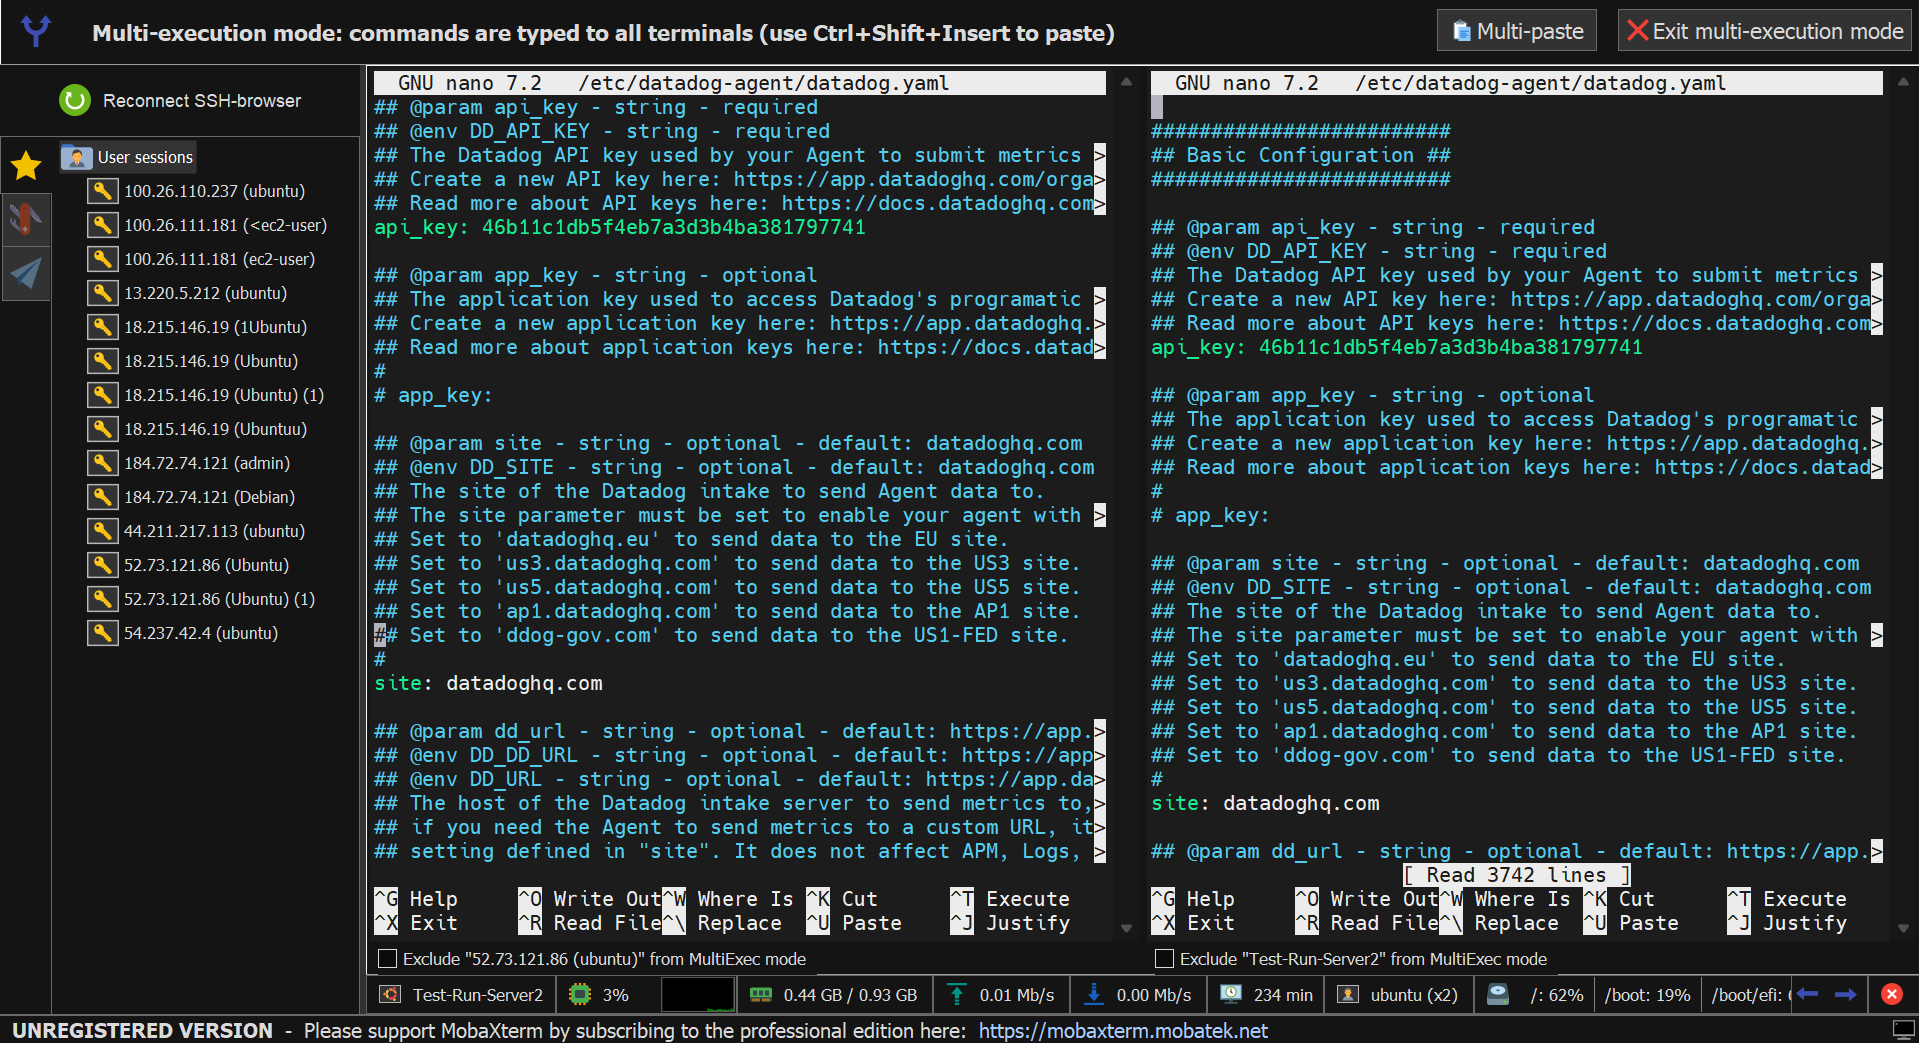 Multi-execution mode: commands are typed to all terminals (use Ctrl+Shift+Insert to paste)
Multi-paste
Exit multi-execution mode
Reconnect SSH-browser
User sessions
100.26.110.237 (ubuntu)
100.26.111.181 (<ec2-user)
100.26.111.181 (ec2-user)
13.220.5.212 (ubuntu)
18.215.146.19 (1Ubuntu)
18.215.146.19 (Ubuntu)
18.215.146.19 (Ubuntu) (1)
18.215.146.19 (Ubuntuu)
184.72.74.121 (admin)
184.72.74.121 (Debian)
44.211.217.113 (ubuntu)
52.73.121.86 (Ubuntu)
52.73.121.86 (Ubuntu) (1)
54.237.42.4 (ubuntu)
GNU nano 7.2   /etc/datadog-agent/datadog.yaml
## @param api_key - string - required
## @env DD_API_KEY - string - required
## The Datadog API key used by your Agent to submit metrics >
## Create a new API key here: https://app.datadoghq.com/orga>
## Read more about API keys here: https://docs.datadoghq.com>
api_key: 46b11c1db5f4eb7a3d3b4ba381797741
## @param app_key - string - optional
## The application key used to access Datadog's programatic >
## Create a new application key here: https://app.datadoghq.>
## Read more about application keys here: https://docs.datad>
#
# app_key:
## @param site - string - optional - default: datadoghq.com
## @env DD_SITE - string - optional - default: datadoghq.com
## The site of the Datadog intake to send Agent data to.
## The site parameter must be set to enable your agent with >
## Set to 'datadoghq.eu' to send data to the EU site.
## Set to 'us3.datadoghq.com' to send data to the US3 site.
## Set to 'us5.datadoghq.com' to send data to the US5 site.
## Set to 'ap1.datadoghq.com' to send data to the AP1 site.
## Set to 'ddog-gov.com' to send data to the US1-FED site.
#
site: datadoghq.com
## @param dd_url - string - optional - default: https://app.>
## @env DD_DD_URL - string - optional - default: https://app>
## @env DD_URL - string - optional - default: https://app.da>
## The host of the Datadog intake server to send metrics to,>
## if you need the Agent to send metrics to a custom URL, it>
## setting defined in "site". It does not affect APM, Logs, >
^G Help ^O Write Out ^W Where Is ^K Cut ^T Execute
^X Exit ^R Read File ^\ Replace ^U Paste ^J Justify
Exclude "52.73.121.86 (ubuntu)" from MultiExec mode
GNU nano 7.2   /etc/datadog-agent/datadog.yaml
#########################
## Basic Configuration ##
#########################
## @param api_key - string - required
## @env DD_API_KEY - string - required
## The Datadog API key used by your Agent to submit metrics >
## Create a new API key here: https://app.datadoghq.com/orga>
## Read more about API keys here: https://docs.datadoghq.com>
api_key: 46b11c1db5f4eb7a3d3b4ba381797741
## @param app_key - string - optional
## The application key used to access Datadog's programatic >
## Create a new application key here: https://app.datadoghq.>
## Read more about application keys here: https://docs.datad>
#
# app_key:
## @param site - string - optional - default: datadoghq.com
## @env DD_SITE - string - optional - default: datadoghq.com
## The site of the Datadog intake to send Agent data to.
## The site parameter must be set to enable your agent with >
## Set to 'datadoghq.eu' to send data to the EU site.
## Set to 'us3.datadoghq.com' to send data to the US3 site.
## Set to 'us5.datadoghq.com' to send data to the US5 site.
## Set to 'ap1.datadoghq.com' to send data to the AP1 site.
## Set to 'ddog-gov.com' to send data to the US1-FED site.
#
site: datadoghq.com
## @param dd_url - string - optional - default: https://app.>
[ Read 3742 lines ]
^G Help ^O Write Out ^W Where Is ^K Cut ^T Execute
^X Exit ^R Read File ^\ Replace ^U Paste ^J Justify
Exclude "Test-Run-Server2" from MultiExec mode
Test-Run-Server2 3% 0.44 GB / 0.93 GB 0.01 Mb/s 0.00 Mb/s 234 min ubuntu (x2) /: 62% /boot: 19% /boot/efi:
UNREGISTERED VERSION - Please support MobaXterm by subscribing to the professional edition here: https://mobaxterm.mobatek.net